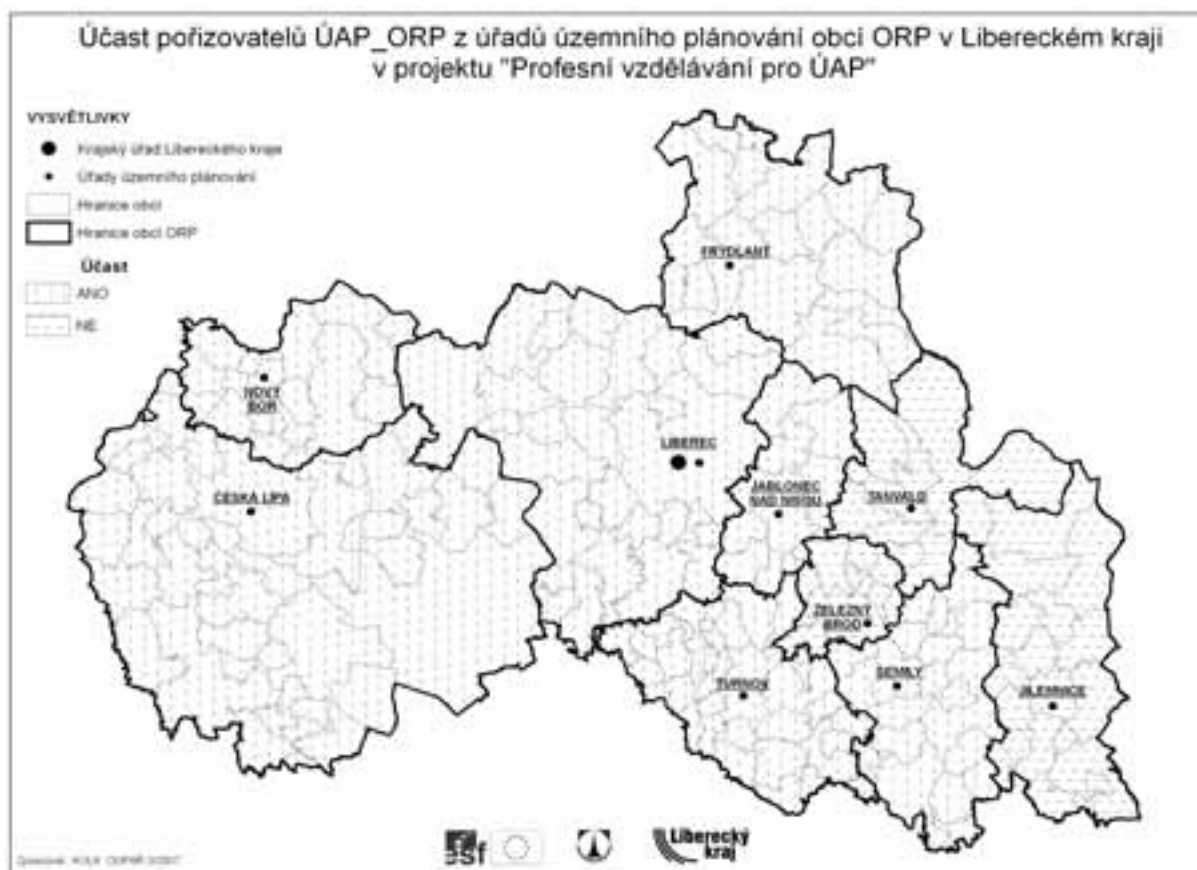 Účast pořizovatelů ÚAP_ORP z úřadů územního plánování obcí ORP v Libereckém kraji
v projektu "Profesní vzdělávání pro ÚAP"
VYSVĚTLIVKY
Krajský úřad Libereckého kraje
Úřady územního plánování
Hranice obcí
Hranice obcí ORP
Účast
ANO
NE
FRÝDLANT
NOVÝ
BOR
LIBEREC
ČESKÁ LÍPA
JABLONEC
NAD NISOU
TANVALD
ŽELEZNÝ
BROD
TURNOV
SEMILY
JILEMNICE
esf
Liberecký
kraj